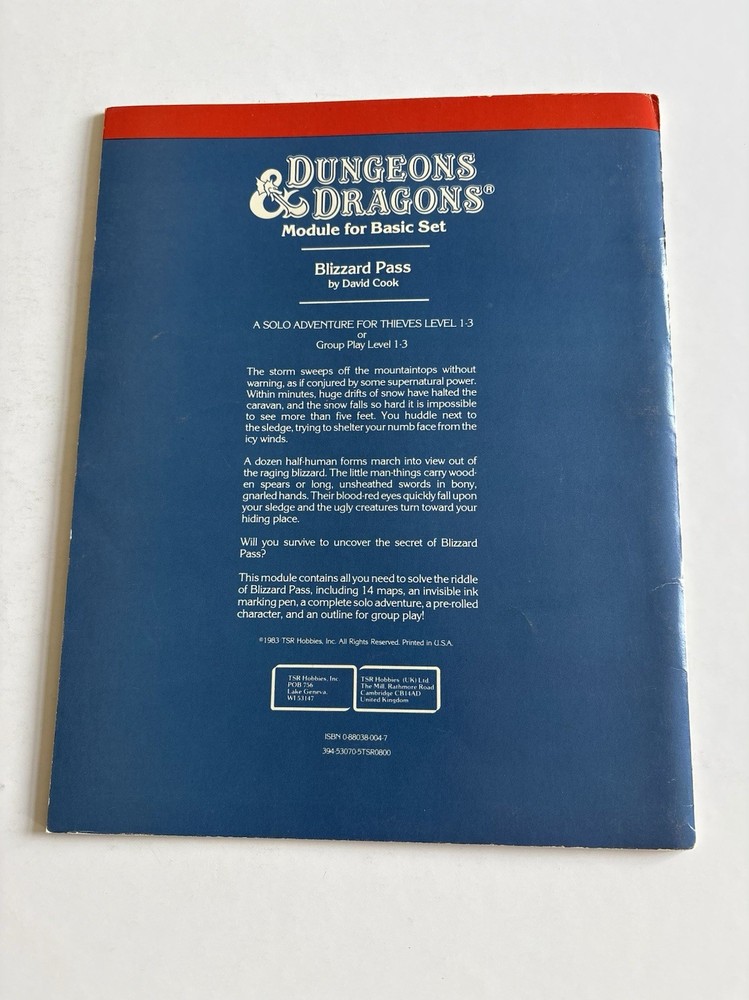 DUNGEONS
& DRAGONS®
Module for Basic Set
Blizzard Pass
by David Cook
A SOLO ADVENTURE FOR THIEVES LEVEL 1-3
or
Group Play Level 1-3
The storm sweeps off the mountaintops without
warning, as if conjured by some supernatural power.
Within minutes, huge drifts of snow have halted the
caravan, and the snow falls so hard it is impossible
to see more than five feet. You huddle next to
the sledge, trying to shelter your numb face from the
icy winds.
A dozen half-human forms march into view out of
the raging blizzard. The little man-things carry wood-
en spears or long, unsheathed swords in bony,
gnarled hands. Their blood-red eyes quickly fall upon
your sledge and the ugly creatures turn toward your
hiding place.
Will you survive to uncover the secret of Blizzard
Pass?
This module contains all you need to solve the riddle
of Blizzard Pass, including 14 maps, an invisible ink
marking pen, a complete solo adventure, a pre-rolled
character, and an outline for group play!
©1983 TSR Hobbies, Inc. All Rights Reserved. Printed in U.S.A.
TSR Hobbies, Inc.
POB 756
Lake Geneva,
WI 53147
TSR Hobbies (UK) Ltd.
The Mill, Rathmore Road
Cambridge CB14AD
United Kingdom
ISBN 0-88038-004-7
394-53070-5TSR0800